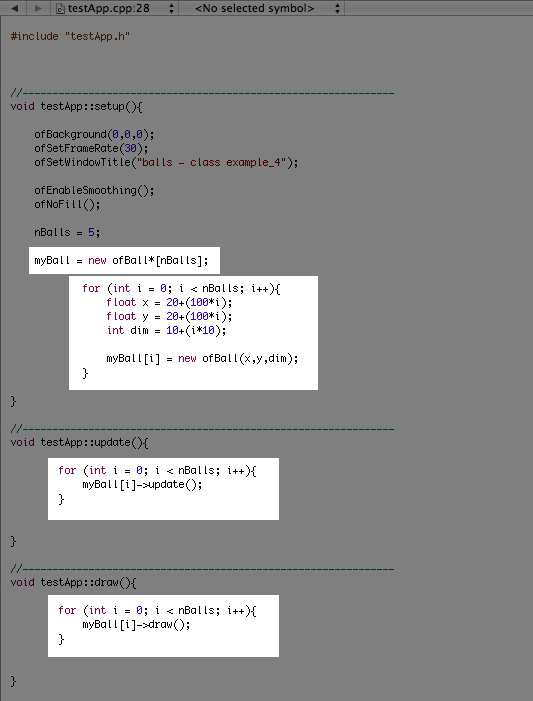 testApp.cpp:28 <No selected symbol>
#include "testApp.h"
//--------------------------------------------------------------
void testApp::setup(){
ofBackground(0,0,0);
ofSetFrameRate(30);
ofSetWindowTitle("balls - class example_4");
ofEnableSmoothing();
ofNoFill();
nBalls = 5;
myBall = new ofBall*[nBalls];
for (int i = 0; i < nBalls; i++){
float x = 20+(100*i);
float y = 20+(100*i);
int dim = 10+(i*10);
myBall[i] = new ofBall(x,y,dim);
}
}
//--------------------------------------------------------------
void testApp::update(){
for (int i = 0; i < nBalls; i++){
myBall[i]->update();
}
}
//--------------------------------------------------------------
void testApp::draw(){
for (int i = 0; i < nBalls; i++){
myBall[i]->draw();
}
}